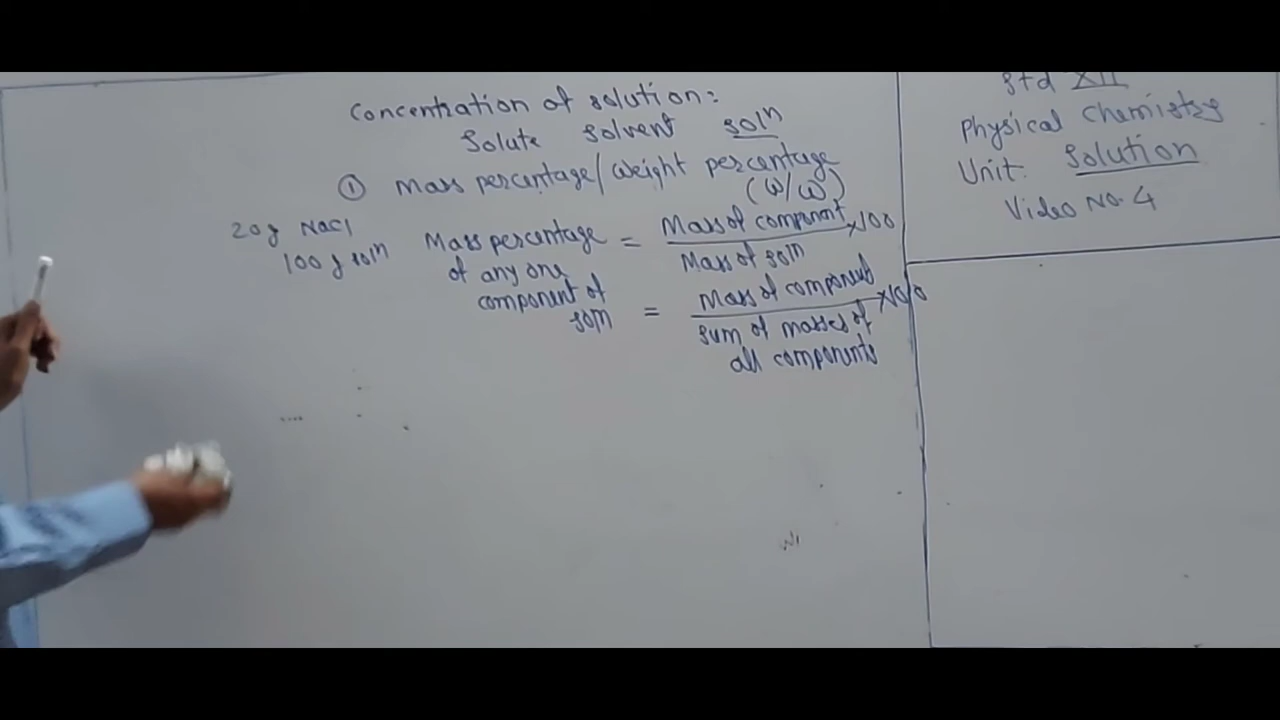 Concentration of solution:
Solute solvent solⁿ
① Mass percentage/weight percentage
(W/W)
20g NaCl
100 g solⁿ
Mass percentage of any one component of solⁿ = Mass of component / Mass of solⁿ ×100
= Mass of component / sum of masses of all components ×100
Std XII
Physical Chemistry
Unit: Solution
Video No. 4